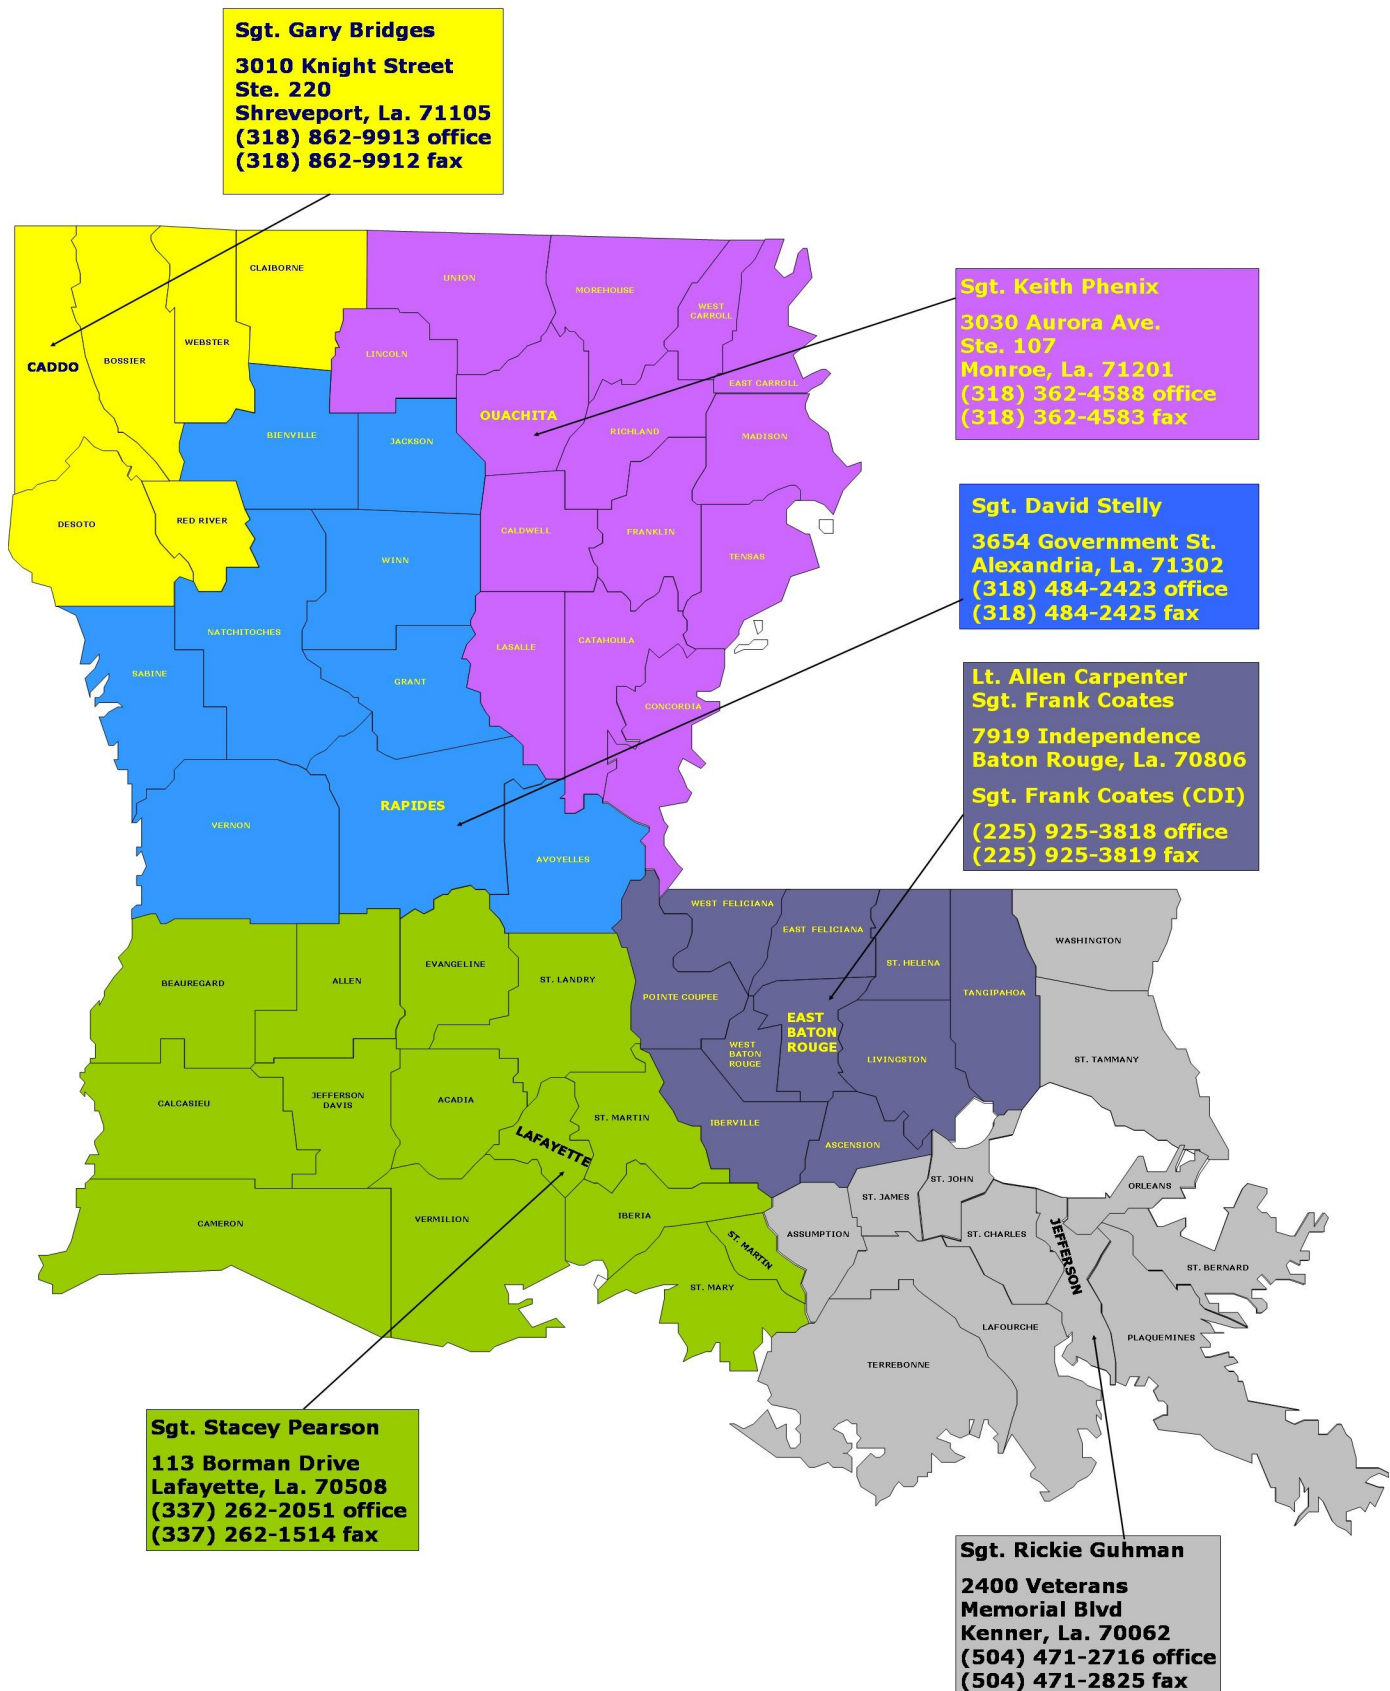 Sgt. Gary Bridges
3010 Knight Street
Ste. 220
Shreveport, La. 71105
(318) 862-9913 office
(318) 862-9912 fax
CLAIBORNE
UNION
MOREHOUSE
WEST
CARROLL
WEBSTER
BOSSIER
CADDO
LINCOLN
EAST CARROLL
OUACHITA
RICHLAND
MADISON
BIENVILLE
JACKSON
DESOTO
RED RIVER
CALDWELL
FRANKLIN
TENSAS
WINN
NATCHITOCHES
LASALLE
CATAHOULA
SABINE
GRANT
CONCORDIA
RAPIDES
VERNON
AVOYELLES
Sgt. Keith Phenix
3030 Aurora Ave.
Ste. 107
Monroe, La. 71201
(318) 362-4588 office
(318) 362-4583 fax
Sgt. David Stelly
3654 Government St.
Alexandria, La. 71302
(318) 484-2423 office
(318) 484-2425 fax
Lt. Allen Carpenter
Sgt. Frank Coates
7919 Independence
Baton Rouge, La. 70806
Sgt. Frank Coates (CDI)
(225) 925-3818 office
(225) 925-3819 fax
WEST FELICIANA
EAST FELICIANA
ST. HELENA
WASHINGTON
BEAUREGARD
ALLEN
EVANGELINE
ST. LANDRY
POINTE COUPEE
TANGIPAHOA
EAST
BATON
ROUGE
WEST
BATON
ROUGE
LIVINGSTON
ST. TAMMANY
CALCASIEU
JEFFERSON
DAVIS
ACADIA
LAFAYETTE
ST. MARTIN
IBERVILLE
ASCENSION
ST. JAMES
ST. JOHN
ORLEANS
CAMERON
VERMILION
IBERIA
ST. MARTIN
ASSUMPTION
ST. CHARLES
JEFFERSON
ST. BERNARD
ST. MARY
LAFOURCHE
PLAQUEMINES
TERREBONNE
Sgt. Stacey Pearson
113 Borman Drive
Lafayette, La. 70508
(337) 262-2051 office
(337) 262-1514 fax
Sgt. Rickie Guhman
2400 Veterans
Memorial Blvd
Kenner, La. 70062
(504) 471-2716 office
(504) 471-2825 fax